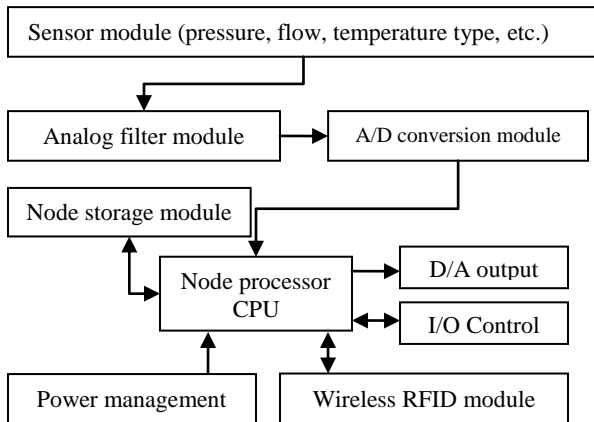 Sensor module (pressure, flow, temperature type, etc.)
Analog filter module
A/D conversion module
Node storage module
Node processor
CPU
D/A output
I/O Control
Power management
Wireless RFID module